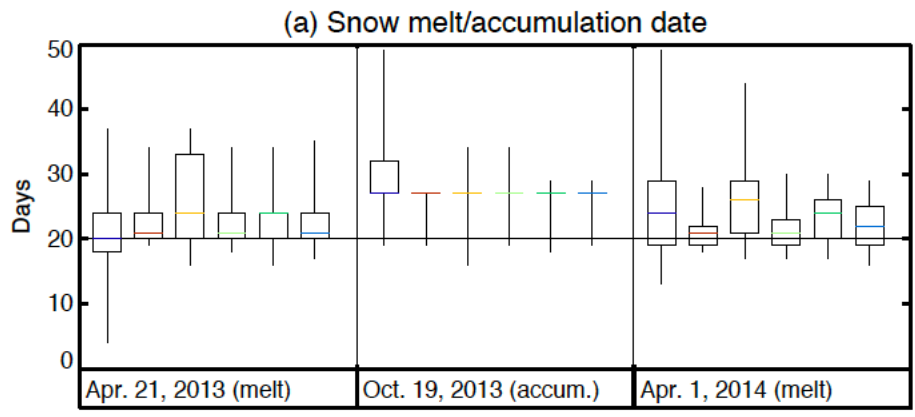 (a) Snow melt/accumulation date
50
40
30
20
10
0
Days
Apr. 21, 2013 (melt)
Oct. 19, 2013 (accum.)
Apr. 1, 2014 (melt)